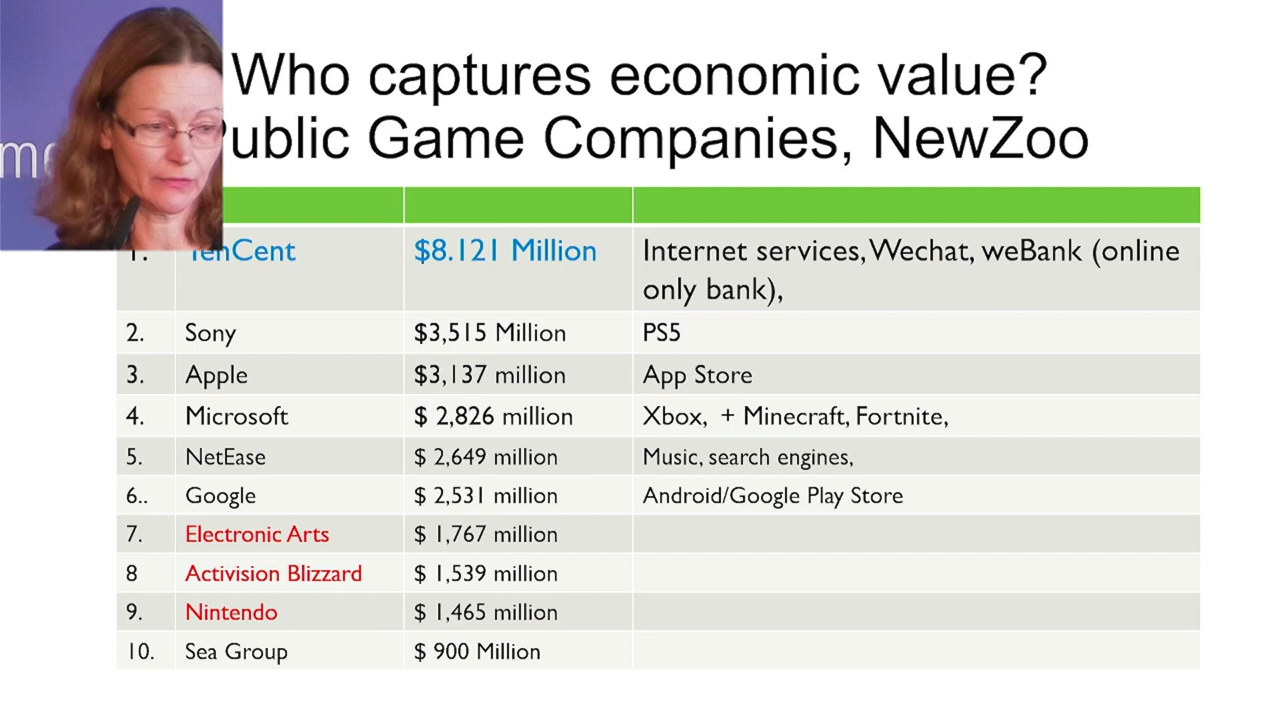 Who captures economic value?
Public Game Companies, NewZoo
1. TenCent $8.121 Million Internet services, Wechat, weBank (online
only bank),
2. Sony $3,515 Million PS5
3. Apple $3,137 million App Store
4. Microsoft $ 2,826 million Xbox, + Minecraft, Fortnite,
5. NetEase $ 2,649 million Music, search engines,
6.. Google $ 2,531 million Android/Google Play Store
7. Electronic Arts $ 1,767 million
8 Activision Blizzard $ 1,539 million
9. Nintendo $ 1,465 million
10. Sea Group $ 900 Million